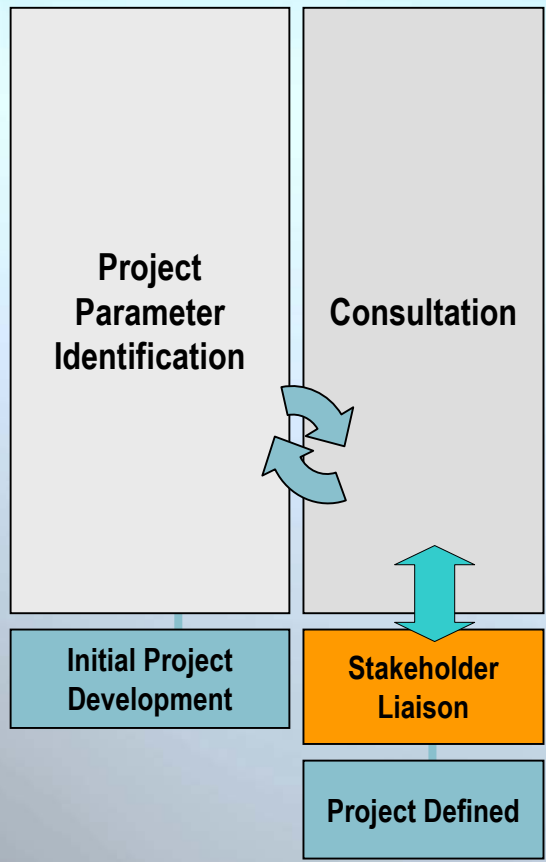 Project
Parameter
Identification
Consultation
Initial Project
Development
Stakeholder
Liaison
Project Defined